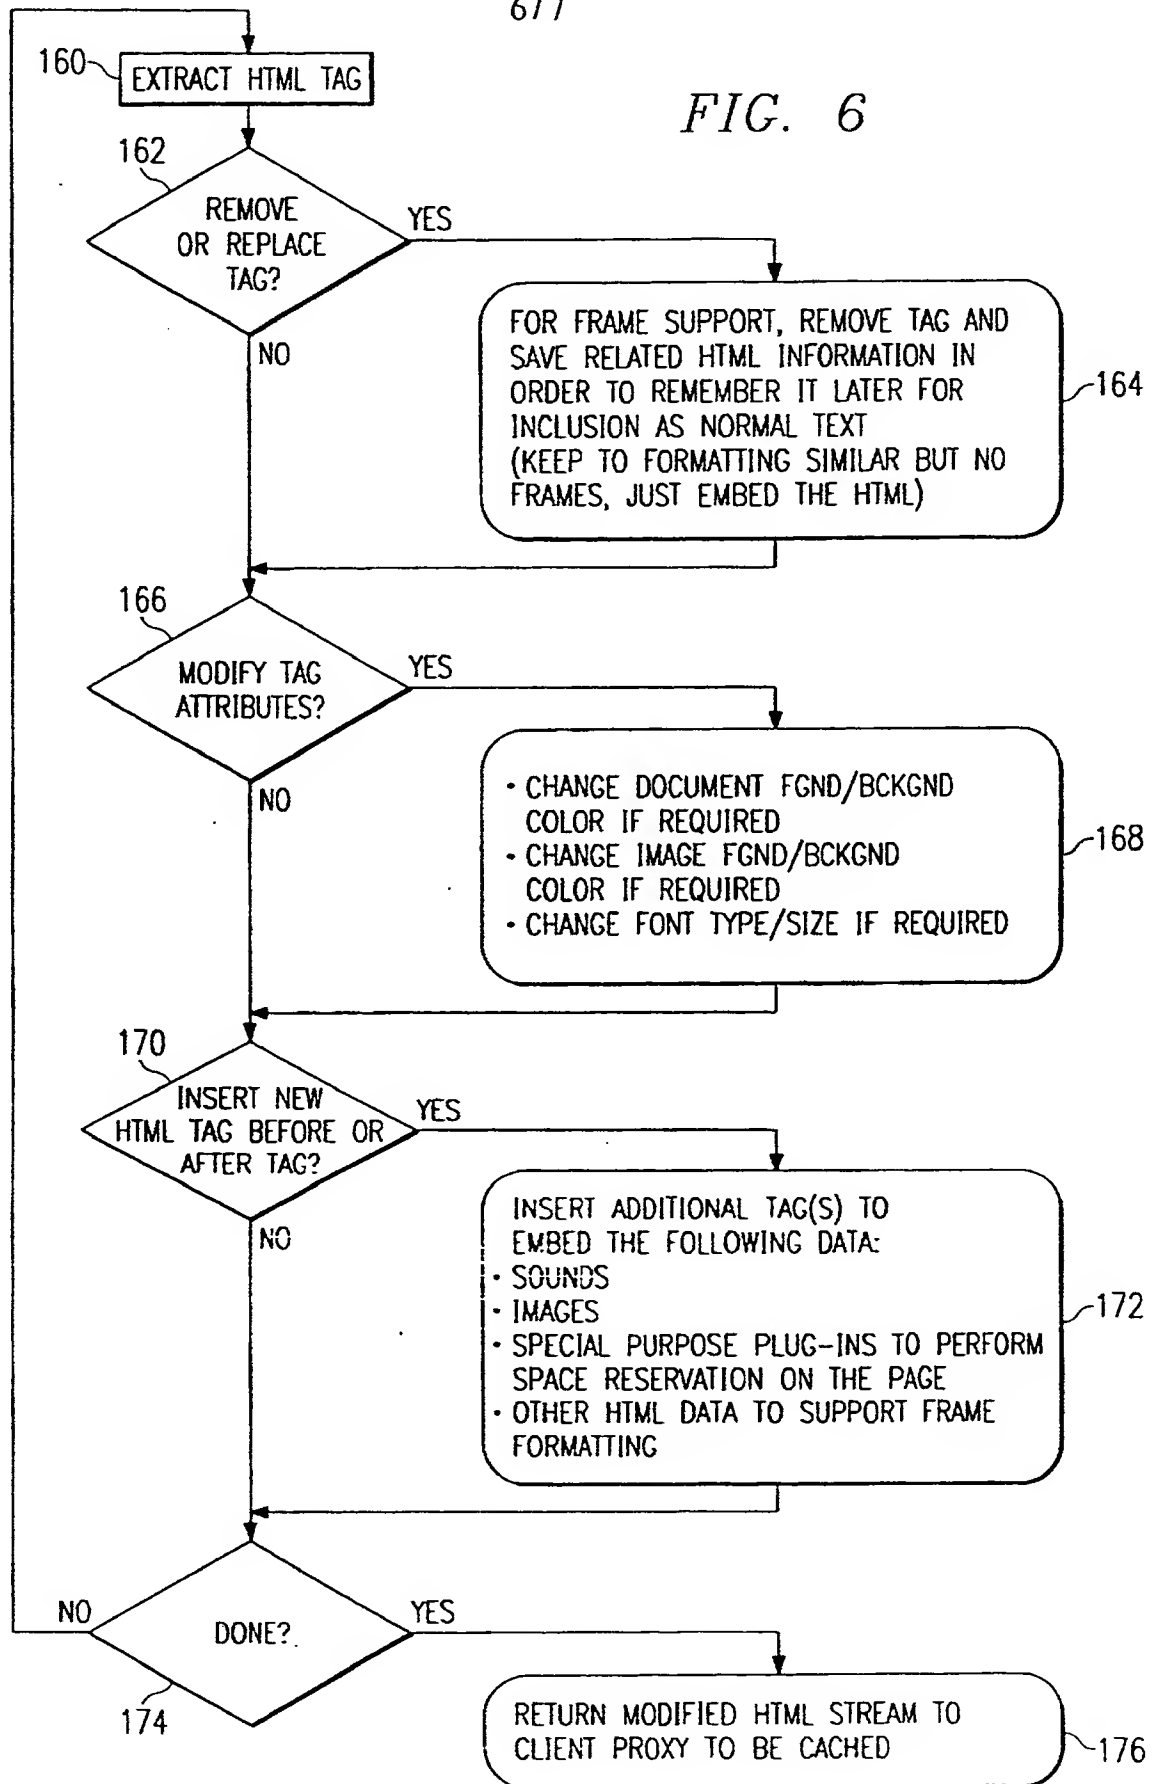 6/7
160
EXTRACT HTML TAG
FIG. 6
162
REMOVE
OR REPLACE
TAG?
YES
NO
FOR FRAME SUPPORT, REMOVE TAG AND
SAVE RELATED HTML INFORMATION IN
ORDER TO REMEMBER IT LATER FOR
INCLUSION AS NORMAL TEXT
(KEEP TO FORMATTING SIMILAR BUT NO
FRAMES, JUST EMBED THE HTML)
164
166
MODIFY TAG
ATTRIBUTES?
YES
NO
· CHANGE DOCUMENT FGND/BCKGND
COLOR IF REQUIRED
· CHANGE IMAGE FGND/BCKGND
COLOR IF REQUIRED
· CHANGE FONT TYPE/SIZE IF REQUIRED
168
170
INSERT NEW
HTML TAG BEFORE OR
AFTER TAG?
YES
NO
INSERT ADDITIONAL TAG(S) TO
EMBED THE FOLLOWING DATA:
· SOUNDS
· IMAGES
· SPECIAL PURPOSE PLUG-INS TO PERFORM
SPACE RESERVATION ON THE PAGE
· OTHER HTML DATA TO SUPPORT FRAME
FORMATTING
172
NO
DONE?
YES
174
RETURN MODIFIED HTML STREAM TO
CLIENT PROXY TO BE CACHED
176